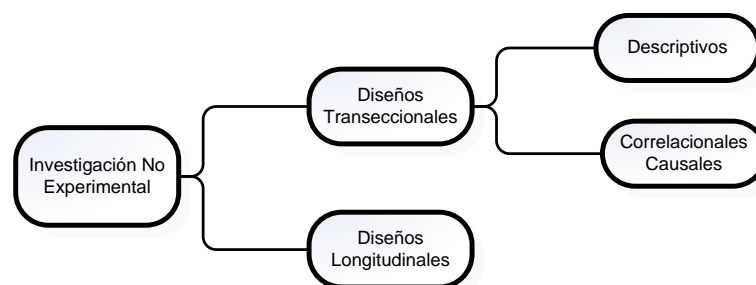 Investigación No
Experimental
Diseños
Transeccionales
Descriptivos
Correlacionales
Causales
Diseños
Longitudinales